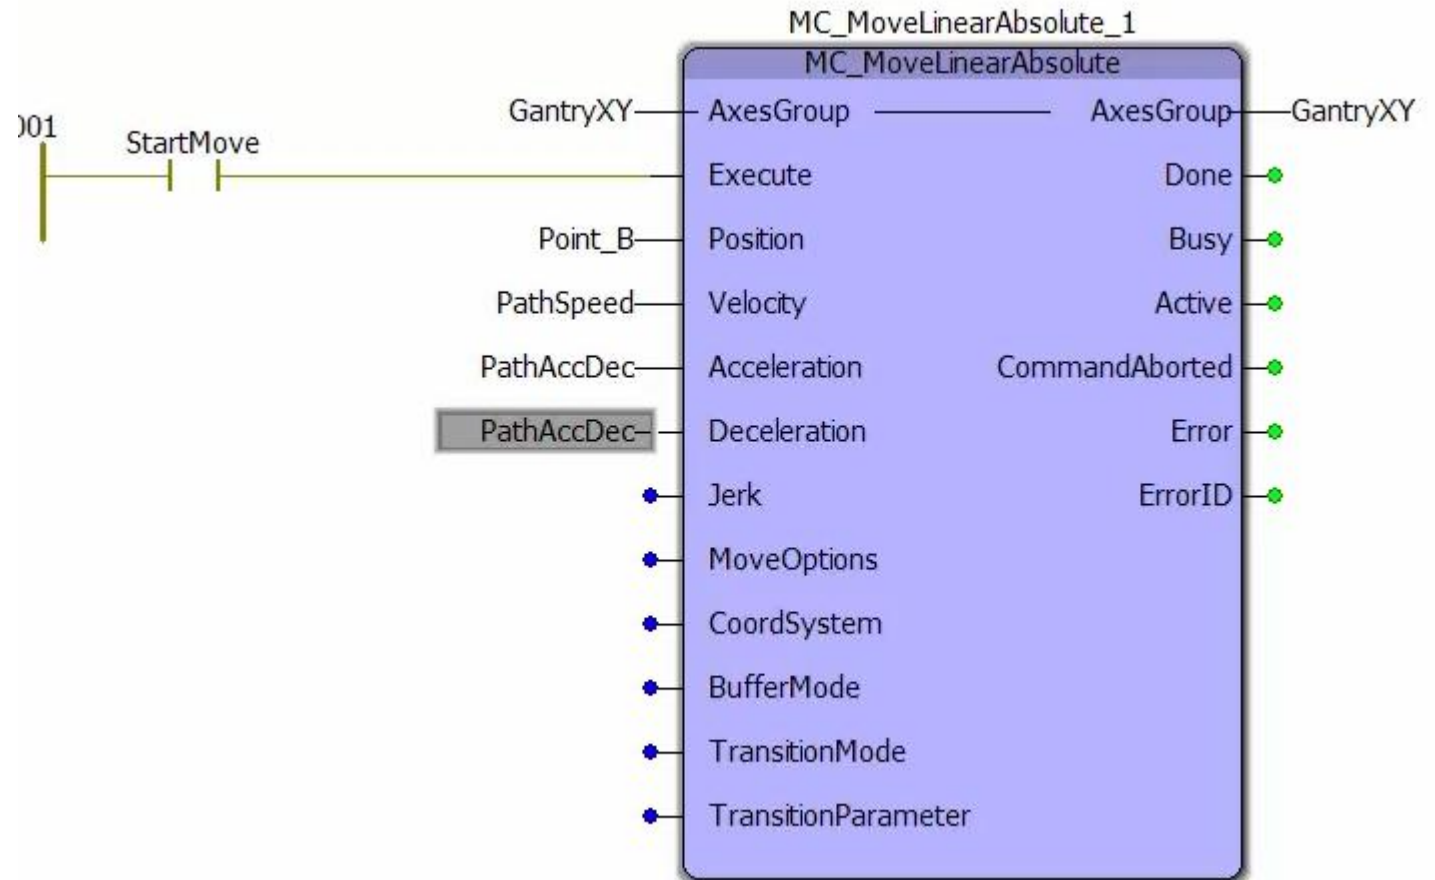 MC_MoveLinearAbsolute_1
MC_MoveLinearAbsolute
GantryXY AxesGroup AxesGroup GantryXY
001
StartMove
Execute Done
Point_B Position Busy
PathSpeed Velocity Active
PathAccDec Acceleration CommandAborted
PathAccDec Deceleration Error
Jerk ErrorID
MoveOptions
CoordSystem
BufferMode
TransitionMode
TransitionParameter